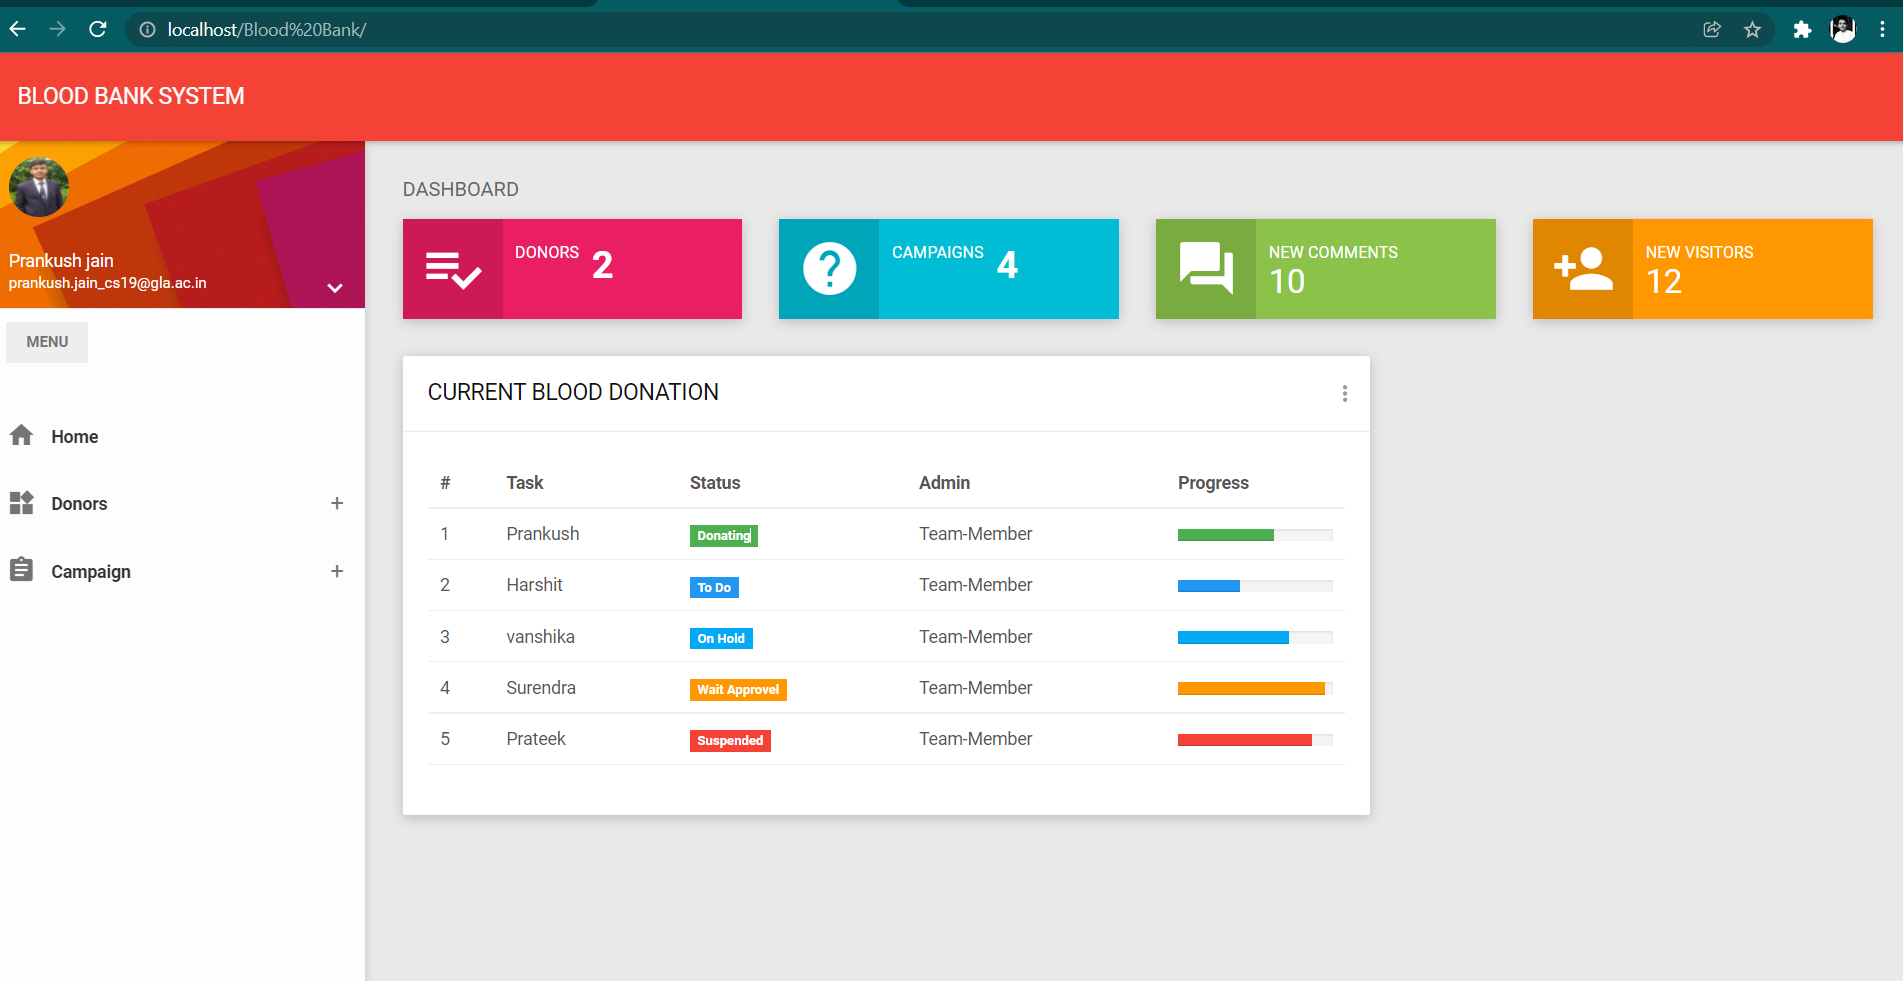 localhost/Blood%20Bank/
BLOOD BANK SYSTEM
Prankush jain
prankush.jain_cs19@gla.ac.in
MENU
Home
Donors +
Campaign +
DASHBOARD
DONORS 2
CAMPAIGNS 4
NEW COMMENTS
10
NEW VISITORS
12
CURRENT BLOOD DONATION
# Task Status Admin Progress
1 Prankush Donating Team-Member
2 Harshit To Do Team-Member
3 vanshika On Hold Team-Member
4 Surendra Wait Approvel Team-Member
5 Prateek Suspended Team-Member